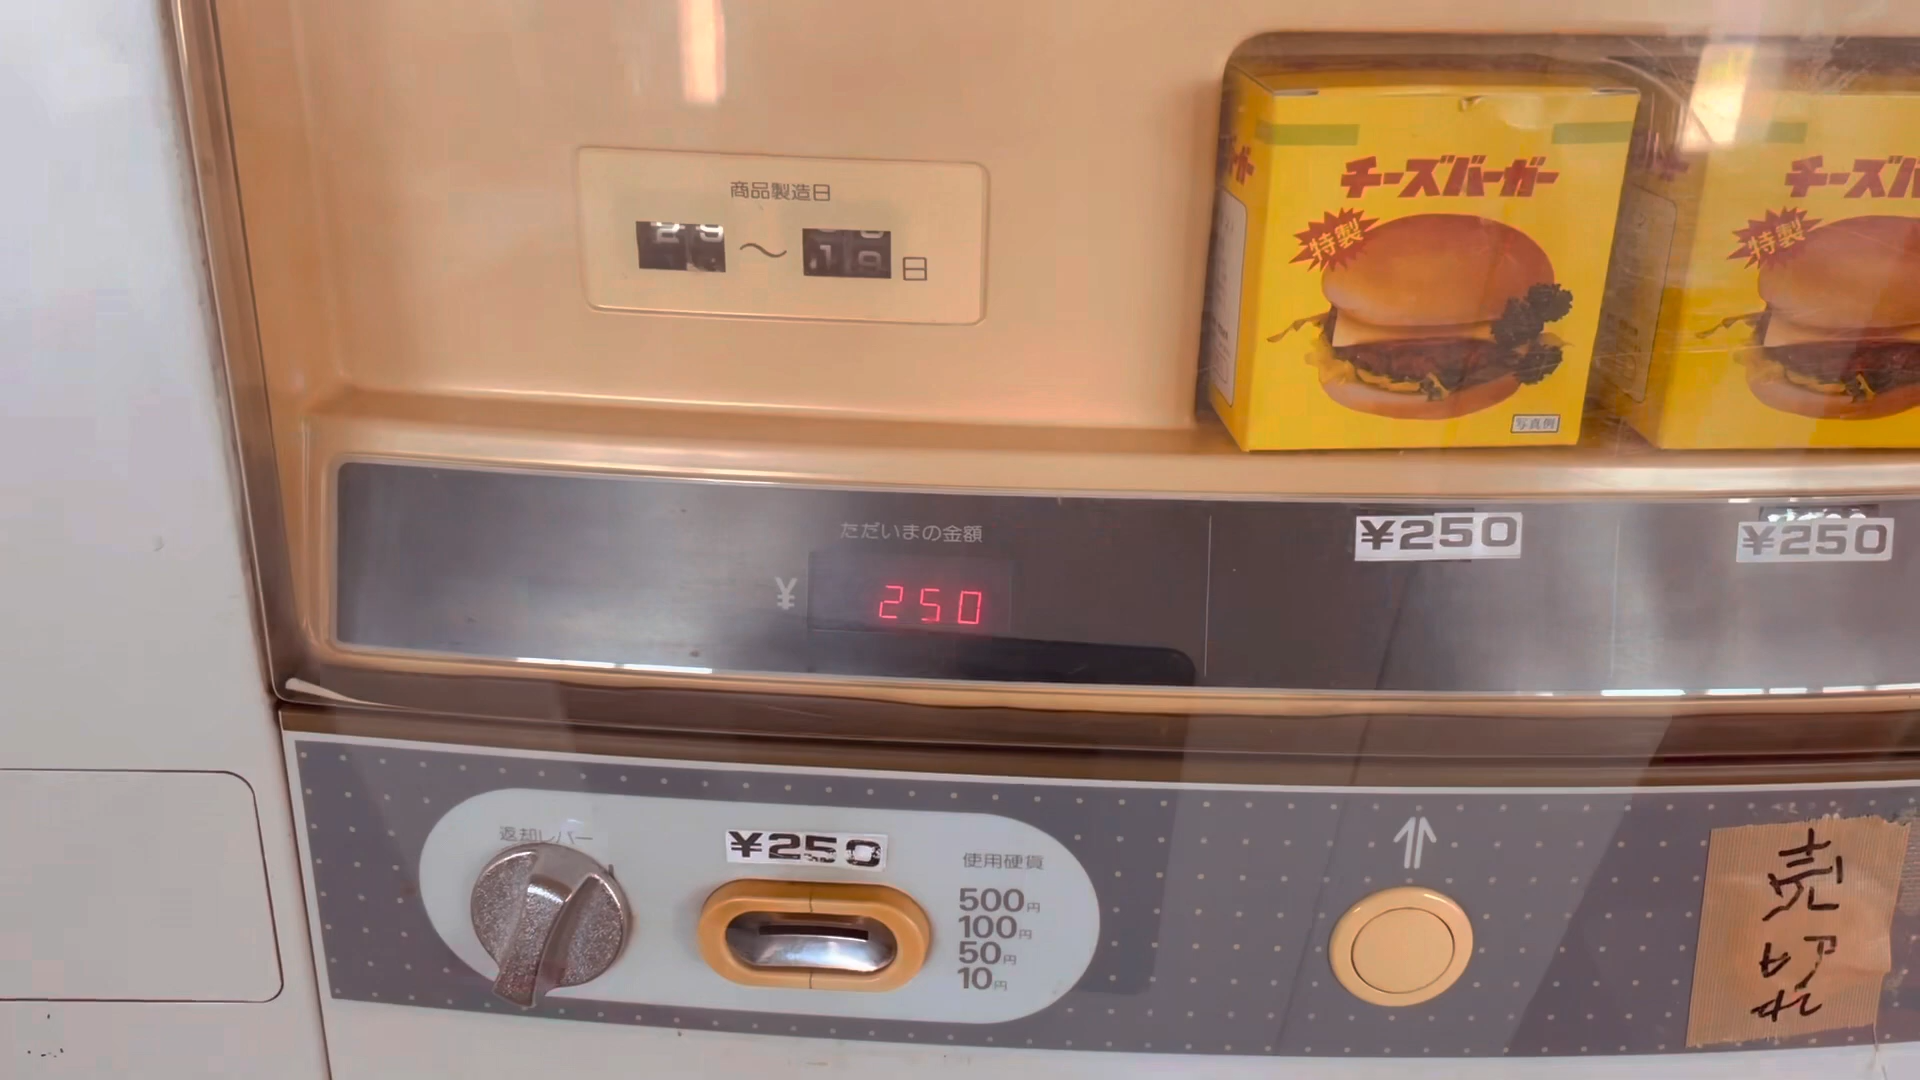 商品製造日
29 ～ 19 日
チーズバーガー
特製
写真例
チーズバ
特製
ただいまの金額
¥ 250
¥250
¥250
返却レバー
¥250
使用硬貨
500円
100円
50円
10円
売切れ